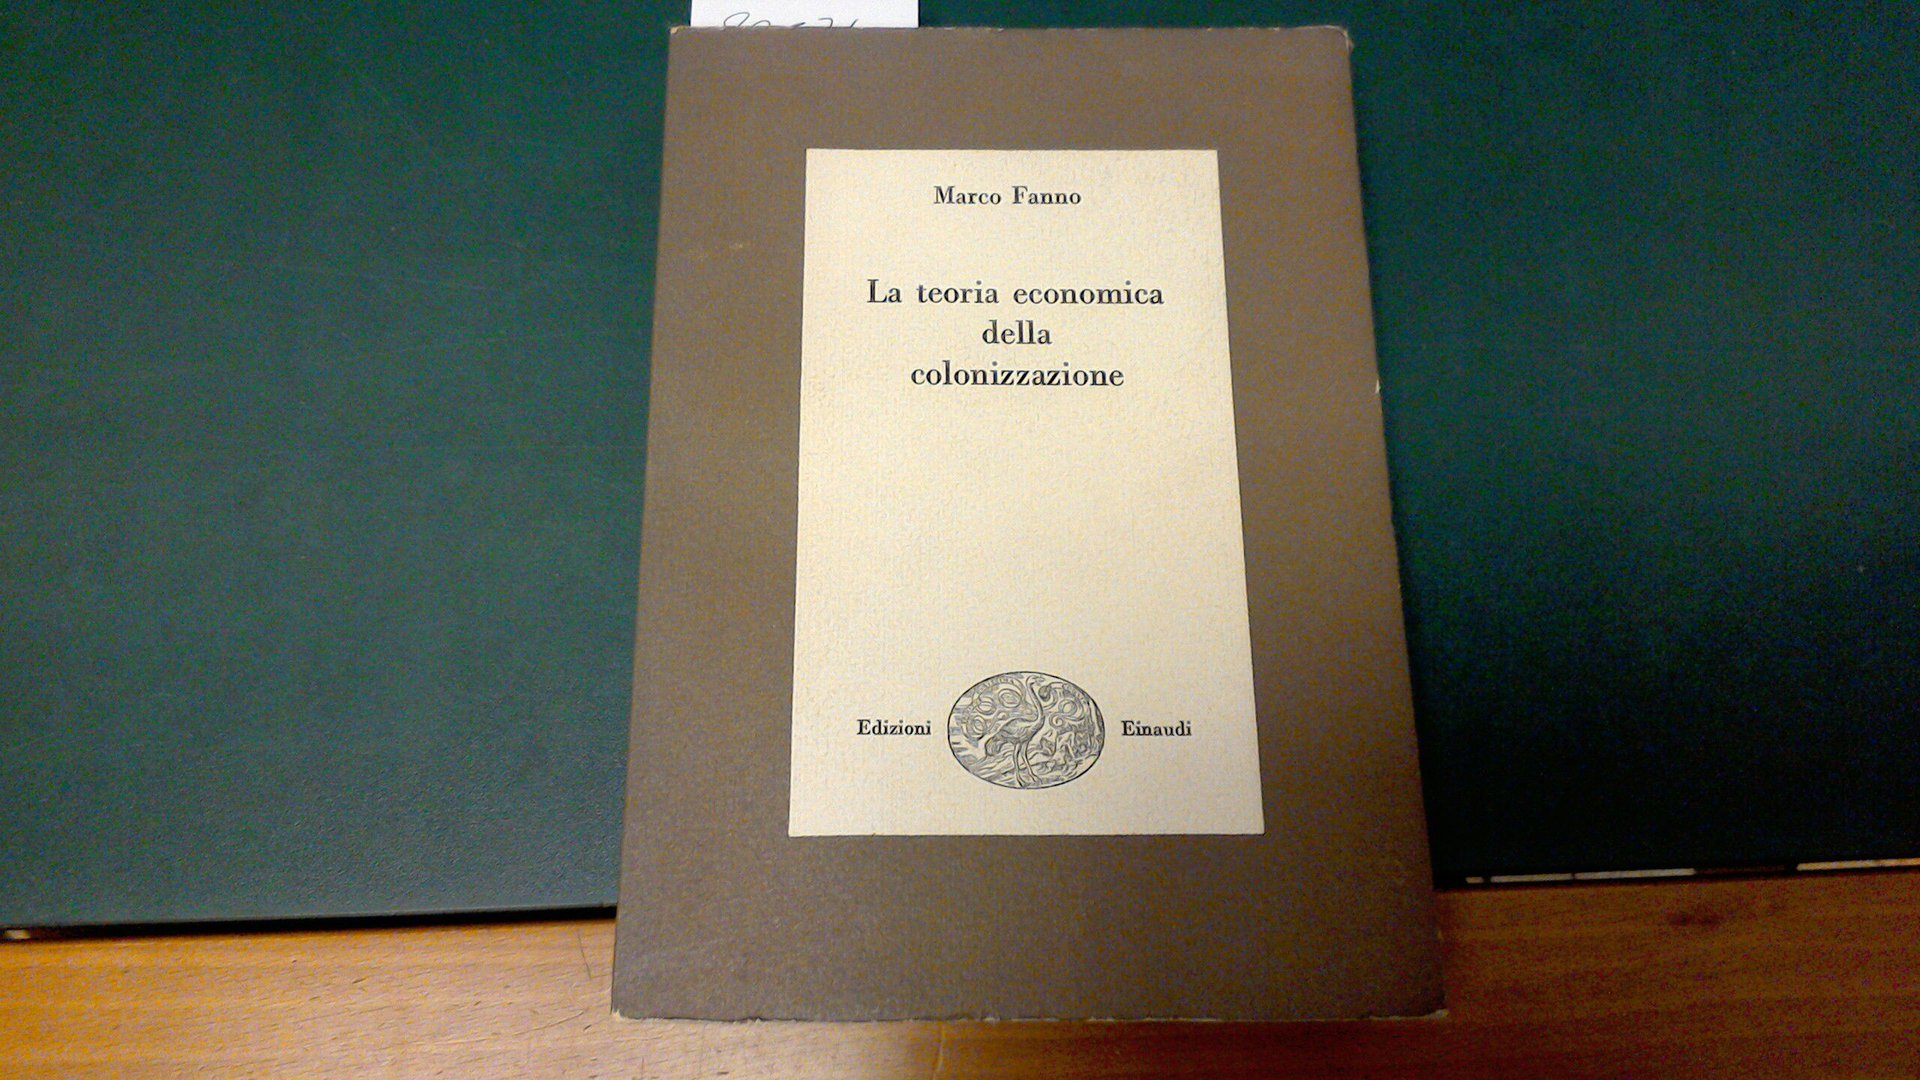 Marco Fanno
La teoria economica
della
colonizzazione
Edizioni Einaudi